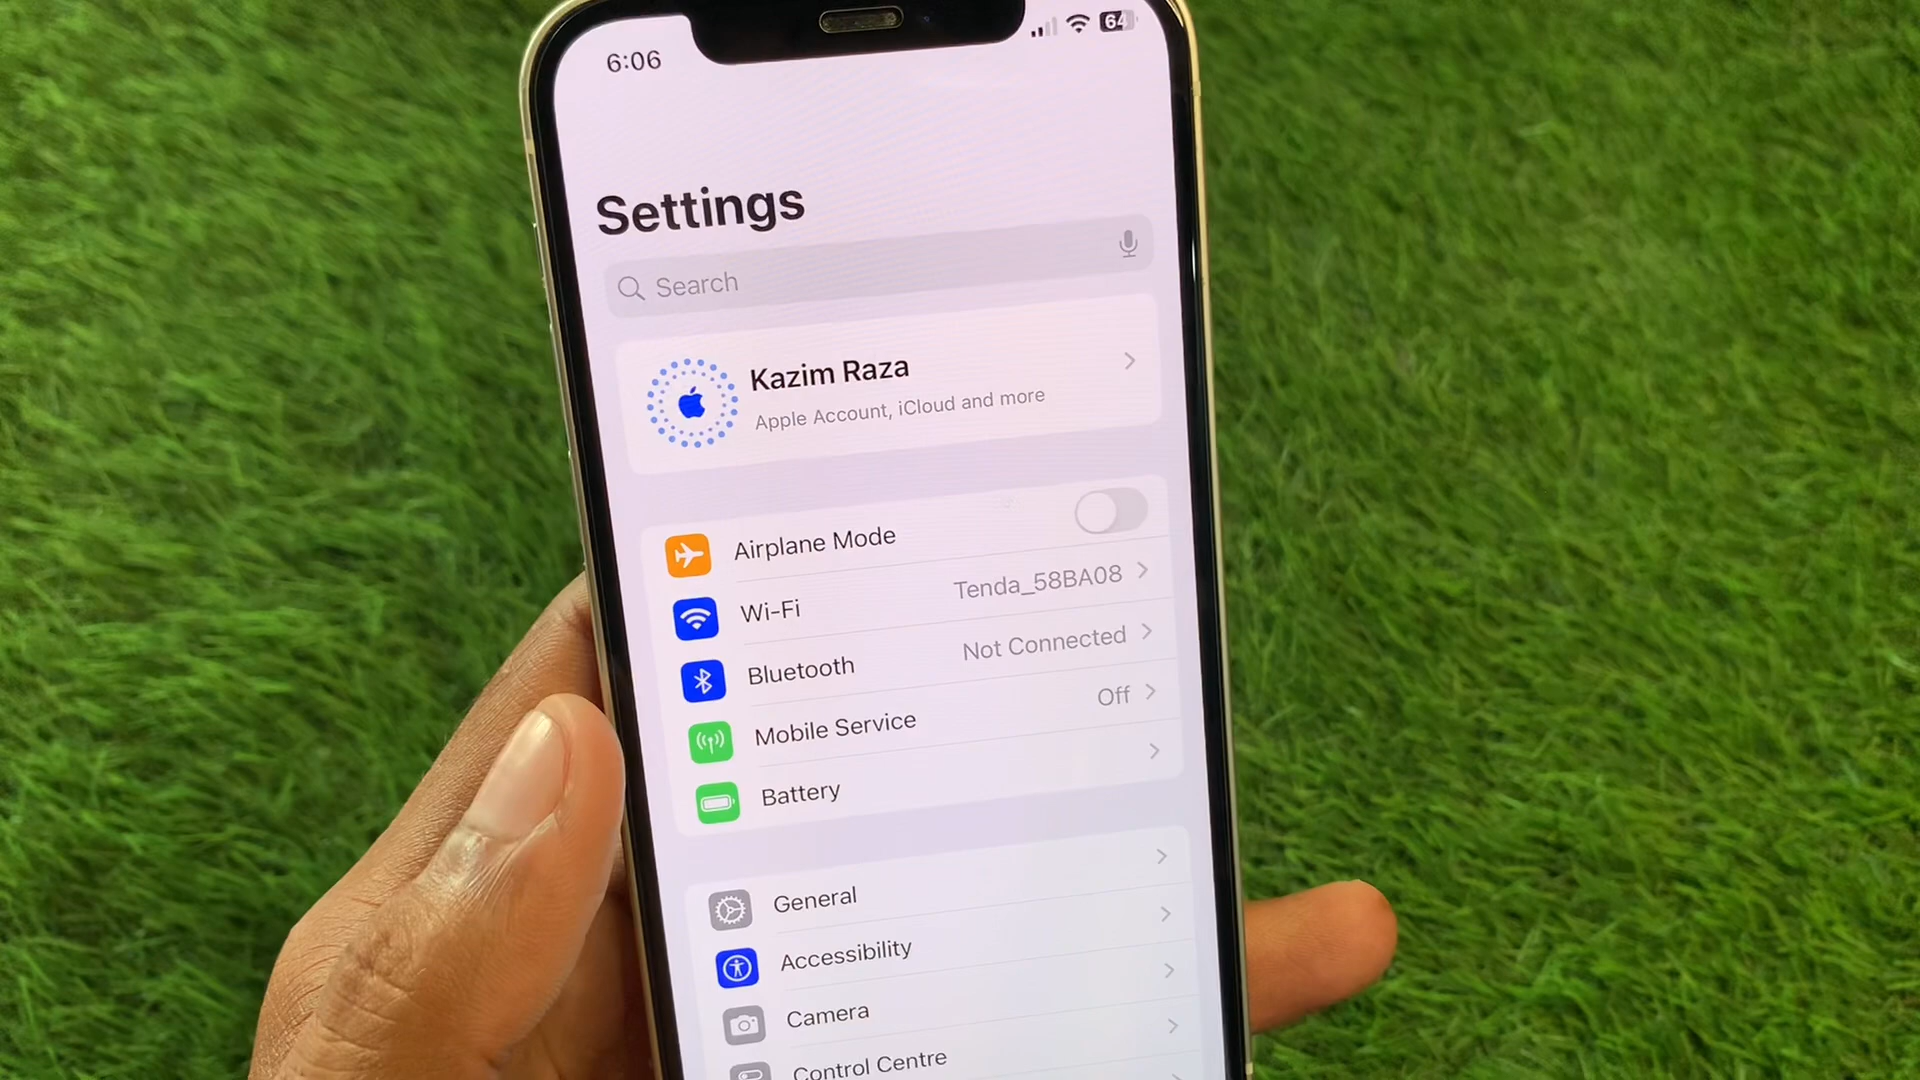 6:06
64
Settings
Search
Kazim Raza
Apple Account, iCloud and more
Airplane Mode
Wi-Fi Tenda_58BA08
Bluetooth Not Connected
Mobile Service Off
Battery
General
Accessibility
Camera
Control Centre